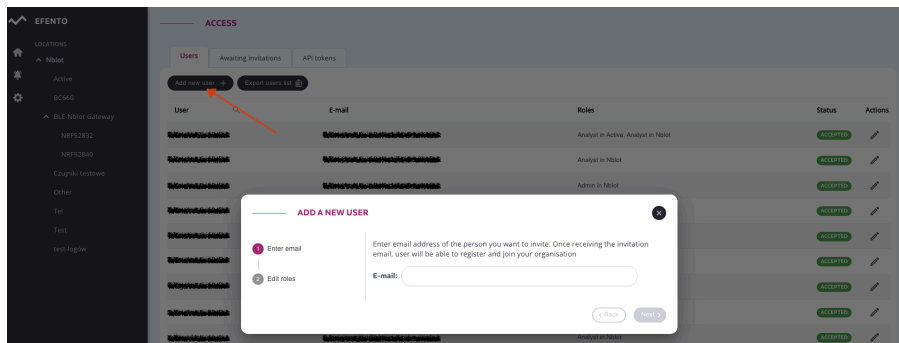 EFENTO
ACCESS
LOCATIONS
Nbiot
Active
BC660
BLE-Nbiot Gateway
NRF52832
NRF52840
Czujniki testowe
Other
Tel
Test
test-logów
Users Awaiting invitations API tokens
Add new user + Export users list
User E-mail Roles Status Actions
Analyst in Active, Analyst in Nbiot ACCEPTED
Analyst in Nbiot ACCEPTED
Admin in Nbiot ACCEPTED
ACCEPTED
ACCEPTED
ACCEPTED
ACCEPTED
ACCEPTED
Analyst in Nbiot ACCEPTED
ADD A NEW USER
1 Enter email
2 Edit roles
Enter email address of the person you want to invite. Once receiving the invitation
email, user will be able to register and join your organisation
E-mail:
< Back Next >